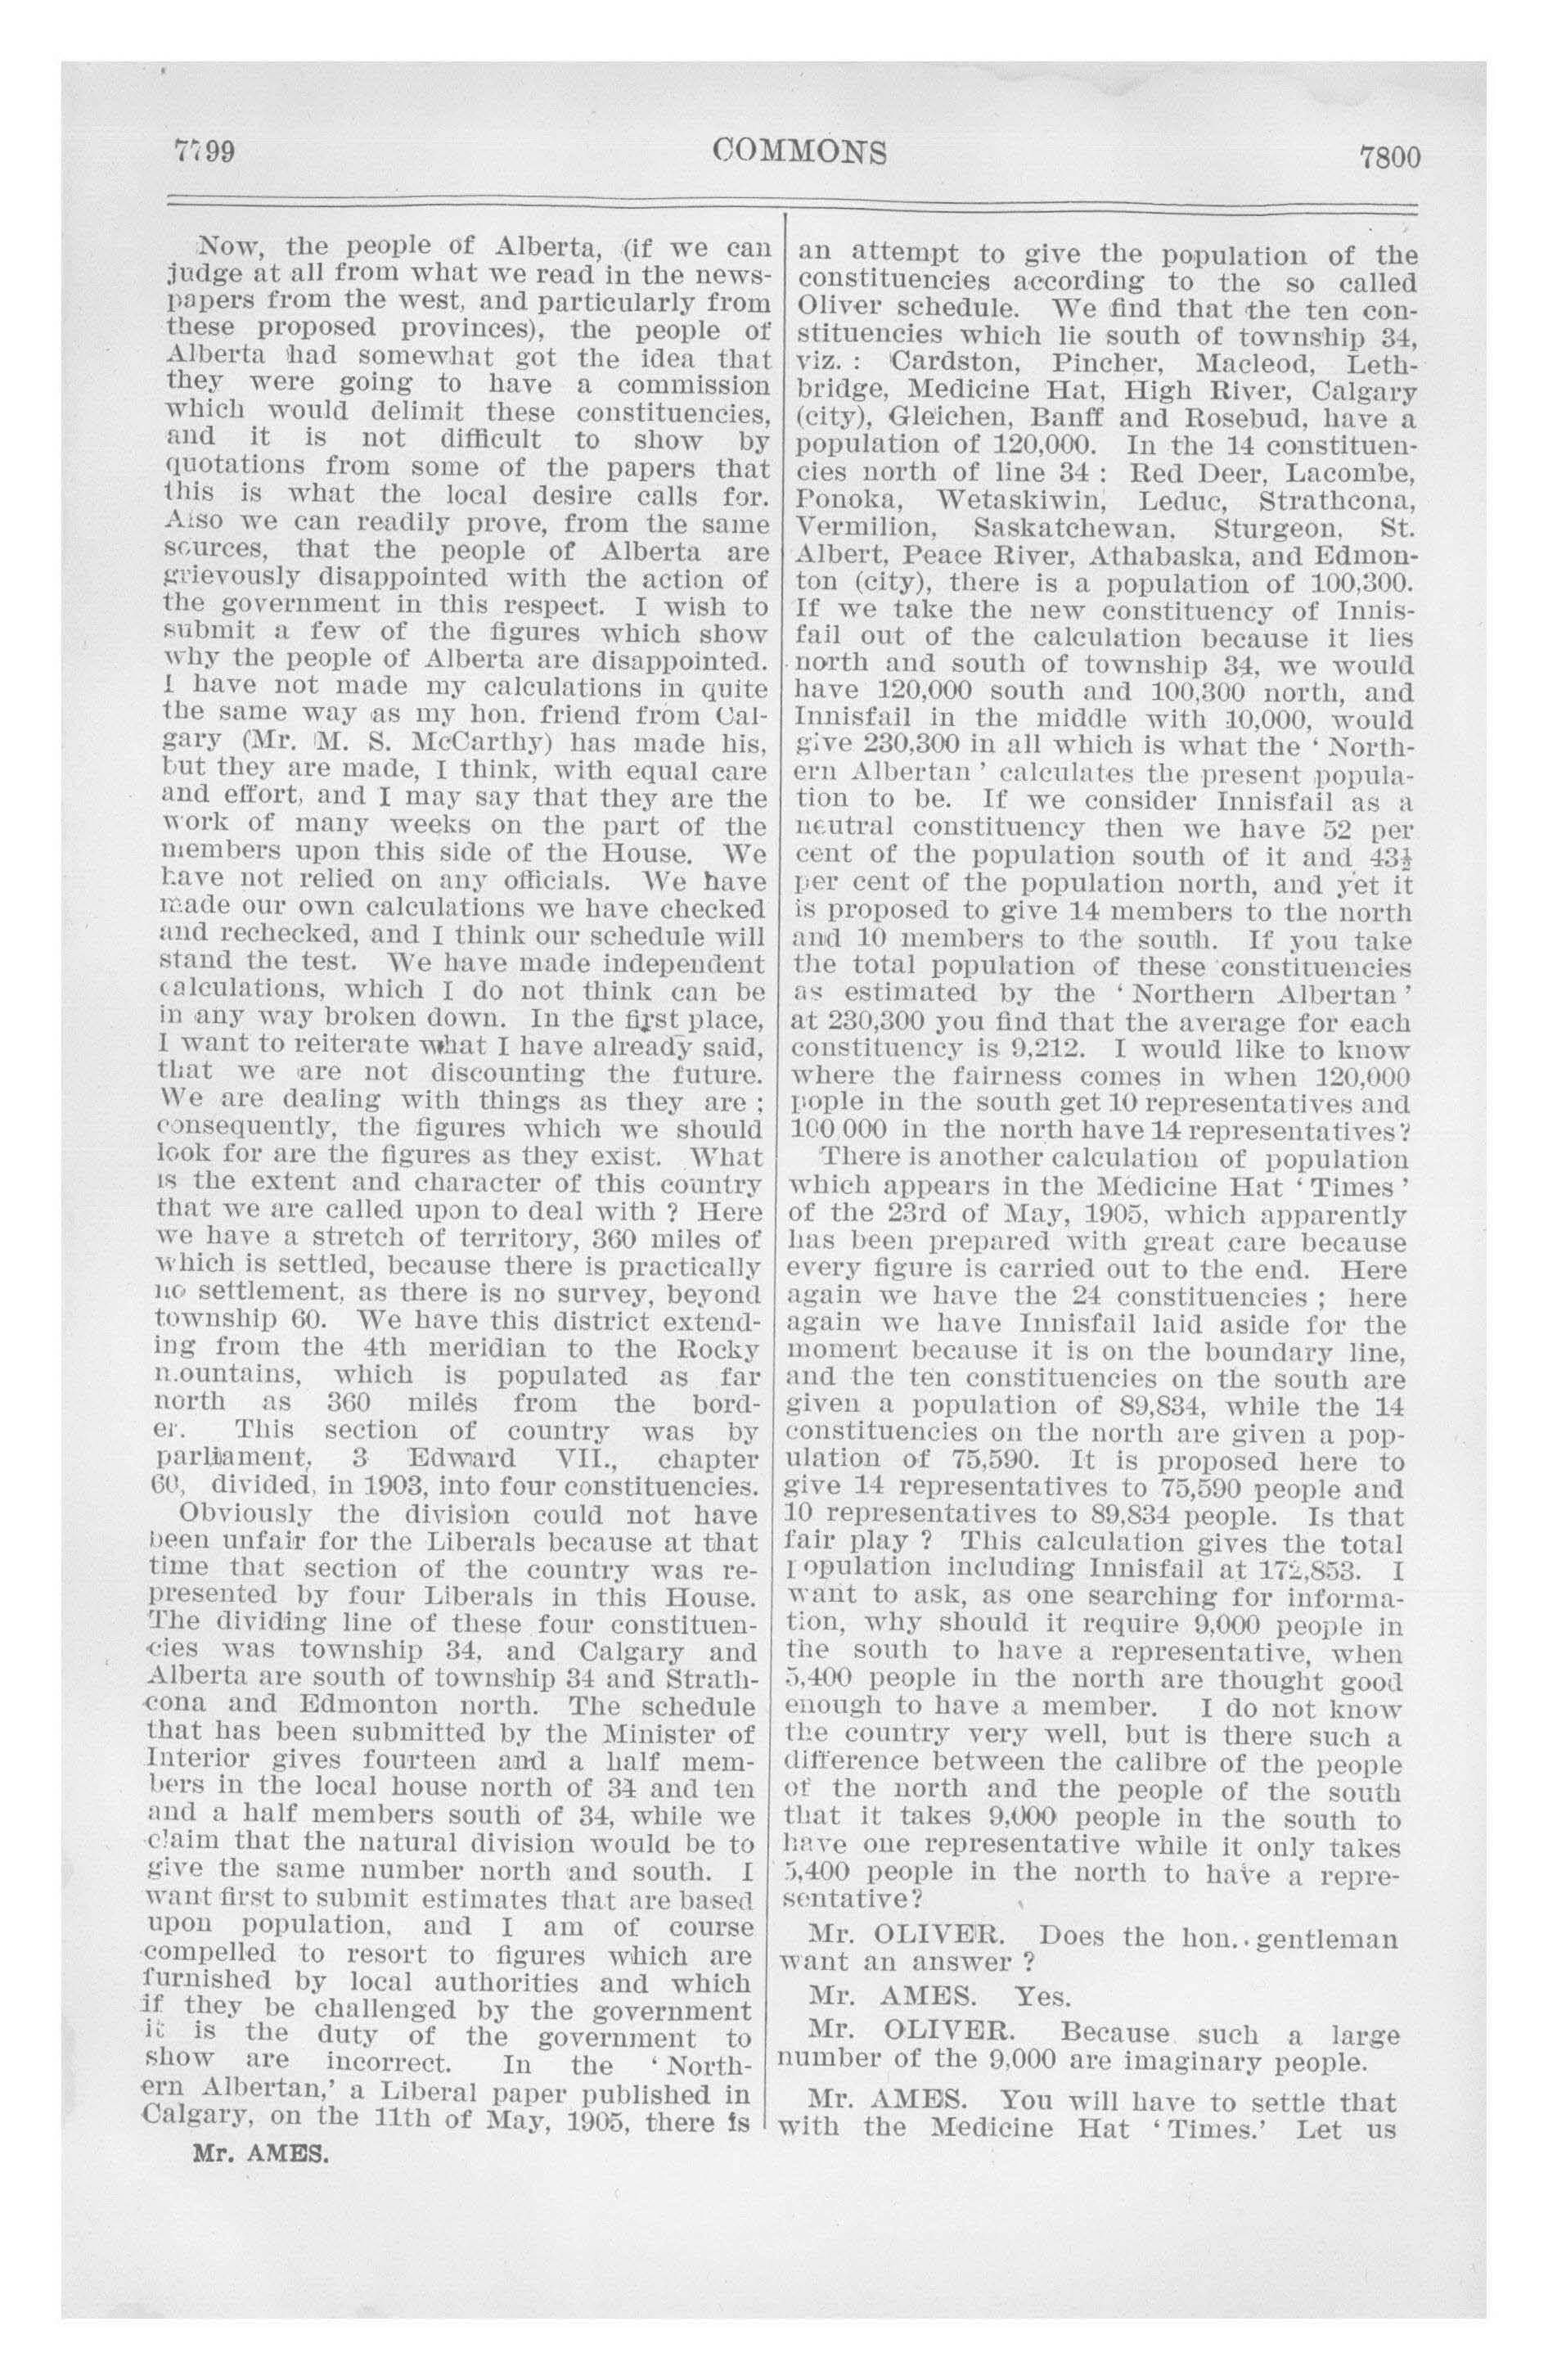 7799
COMMONS
7800
Now, the people of Alberta, (if we can
judge at all from what we read in the news-
papers from the west, and particularly from
these proposed provinces), the people of
Alberta had somewhat got the idea that
they were going to have a commission
which would delimit these constituencies,
and it is not difficult to show by
quotations from some of the papers that
this is what the local desire calls for.
Also we can readily prove, from the same
sources, that the people of Alberta are
grievously disappointed with the action of
the government in this respect. I wish to
submit a few of the figures which show
why the people of Alberta are disappointed.
I have not made my calculations in quite
the same way as my hon. friend from Cal-
gary (Mr. M. S. McCarthy) has made his,
but they are made, I think, with equal care
and effort, and I may say that they are the
work of many weeks on the part of the
members upon this side of the House. We
have not relied on any officials. We have
made our own calculations we have checked
and rechecked, and I think our schedule will
stand the test. We have made independent
calculations, which I do not think can be
in any way broken down. In the first place,
I want to reiterate what I have already said,
that we are not discounting the future.
We are dealing with things as they are ;
consequently, the figures which we should
look for are the figures as they exist. What
is the extent and character of this country
that we are called upon to deal with ? Here
we have a stretch of territory, 360 miles of
which is settled, because there is practically
no settlement, as there is no survey, beyond
township 60. We have this district extend-
ing from the 4th meridian to the Rocky
mountains, which is populated as far
north as 360 miles from the bord-
er. This section of country was by
parliament, 3 Edward VII., chapter
60, divided, in 1903, into four constituencies.
Obviously the division could not have
been unfair for the Liberals because at that
time that section of the country was re-
presented by four Liberals in this House.
The dividing line of these four constituen-
cies was township 34, and Calgary and
Alberta are south of township 34 and Strath-
cona and Edmonton north. The schedule
that has been submitted by the Minister of
Interior gives fourteen and a half mem-
bers in the local house north of 34 and ten
and a half members south of 34, while we
claim that the natural division would be to
give the same number north and south. I
want first to submit estimates that are based
upon population, and I am of course
compelled to resort to figures which are
furnished by local authorities and which
if they be challenged by the government
it is the duty of the government to
show are incorrect. In the ‘ North-
ern Albertan,’ a Liberal paper published in
Calgary, on the 11th of May, 1905, there is
Mr. AMES.
an attempt to give the population of the
constituencies according to the so called
Oliver schedule. We find that the ten con-
stituencies which lie south of township 34,
viz. : Cardston, Pincher, Macleod, Leth-
bridge, Medicine Hat, High River, Calgary
(city), Gleichen, Banff and Rosebud, have a
population of 120,000. In the 14 constituen-
cies north of line 34 : Red Deer, Lacombe,
Ponoka, Wetaskiwin, Leduc, Strathcona,
Vermilion, Saskatchewan, Sturgeon, St.
Albert, Peace River, Athabaska, and Edmon-
ton (city), there is a population of 100,300.
If we take the new constituency of Innis-
fail out of the calculation because it lies
north and south of township 34, we would
have 120,000 south and 100,300 north, and
Innisfail in the middle with 10,000, would
give 230,300 in all which is what the ‘ North-
ern Albertan ’ calculates the present popula-
tion to be. If we consider Innisfail as a
neutral constituency then we have 52 per
cent of the population south of it and 43½
per cent of the population north, and yet it
is proposed to give 14 members to the north
and 10 members to the south. If you take
the total population of these constituencies
as estimated by the ‘ Northern Albertan ’
at 230,300 you find that the average for each
constituency is 9,212. I would like to know
where the fairness comes in when 120,000
pople in the south get 10 representatives and
100,000 in the north have 14 representatives ?
There is another calculation of population
which appears in the Medicine Hat ‘ Times ’
of the 23rd of May, 1905, which apparently
has been prepared with great care because
every figure is carried out to the end. Here
again we have the 24 constituencies ; here
again we have Innisfail laid aside for the
moment because it is on the boundary line,
and the ten constituencies on the south are
given a population of 89,834, while the 14
constituencies on the north are given a pop-
ulation of 75,590. It is proposed here to
give 14 representatives to 75,590 people and
10 representatives to 89,834 people. Is that
fair play ? This calculation gives the total
population including Innisfail at 172,853. I
want to ask, as one searching for informa-
tion, why should it require 9,000 people in
the south to have a representative, when
5,400 people in the north are thought good
enough to have a member. I do not know
the country very well, but is there such a
difference between the calibre of the people
of the north and the people of the south
that it takes 9,000 people in the south to
have one representative while it only takes
5,400 people in the north to have a repre-
sentative ?
Mr. OLIVER. Does the hon. gentleman
want an answer ?
Mr. AMES. Yes.
Mr. OLIVER. Because such a large
number of the 9,000 are imaginary people.
Mr. AMES. You will have to settle that
with the Medicine Hat ‘ Times.’ Let us